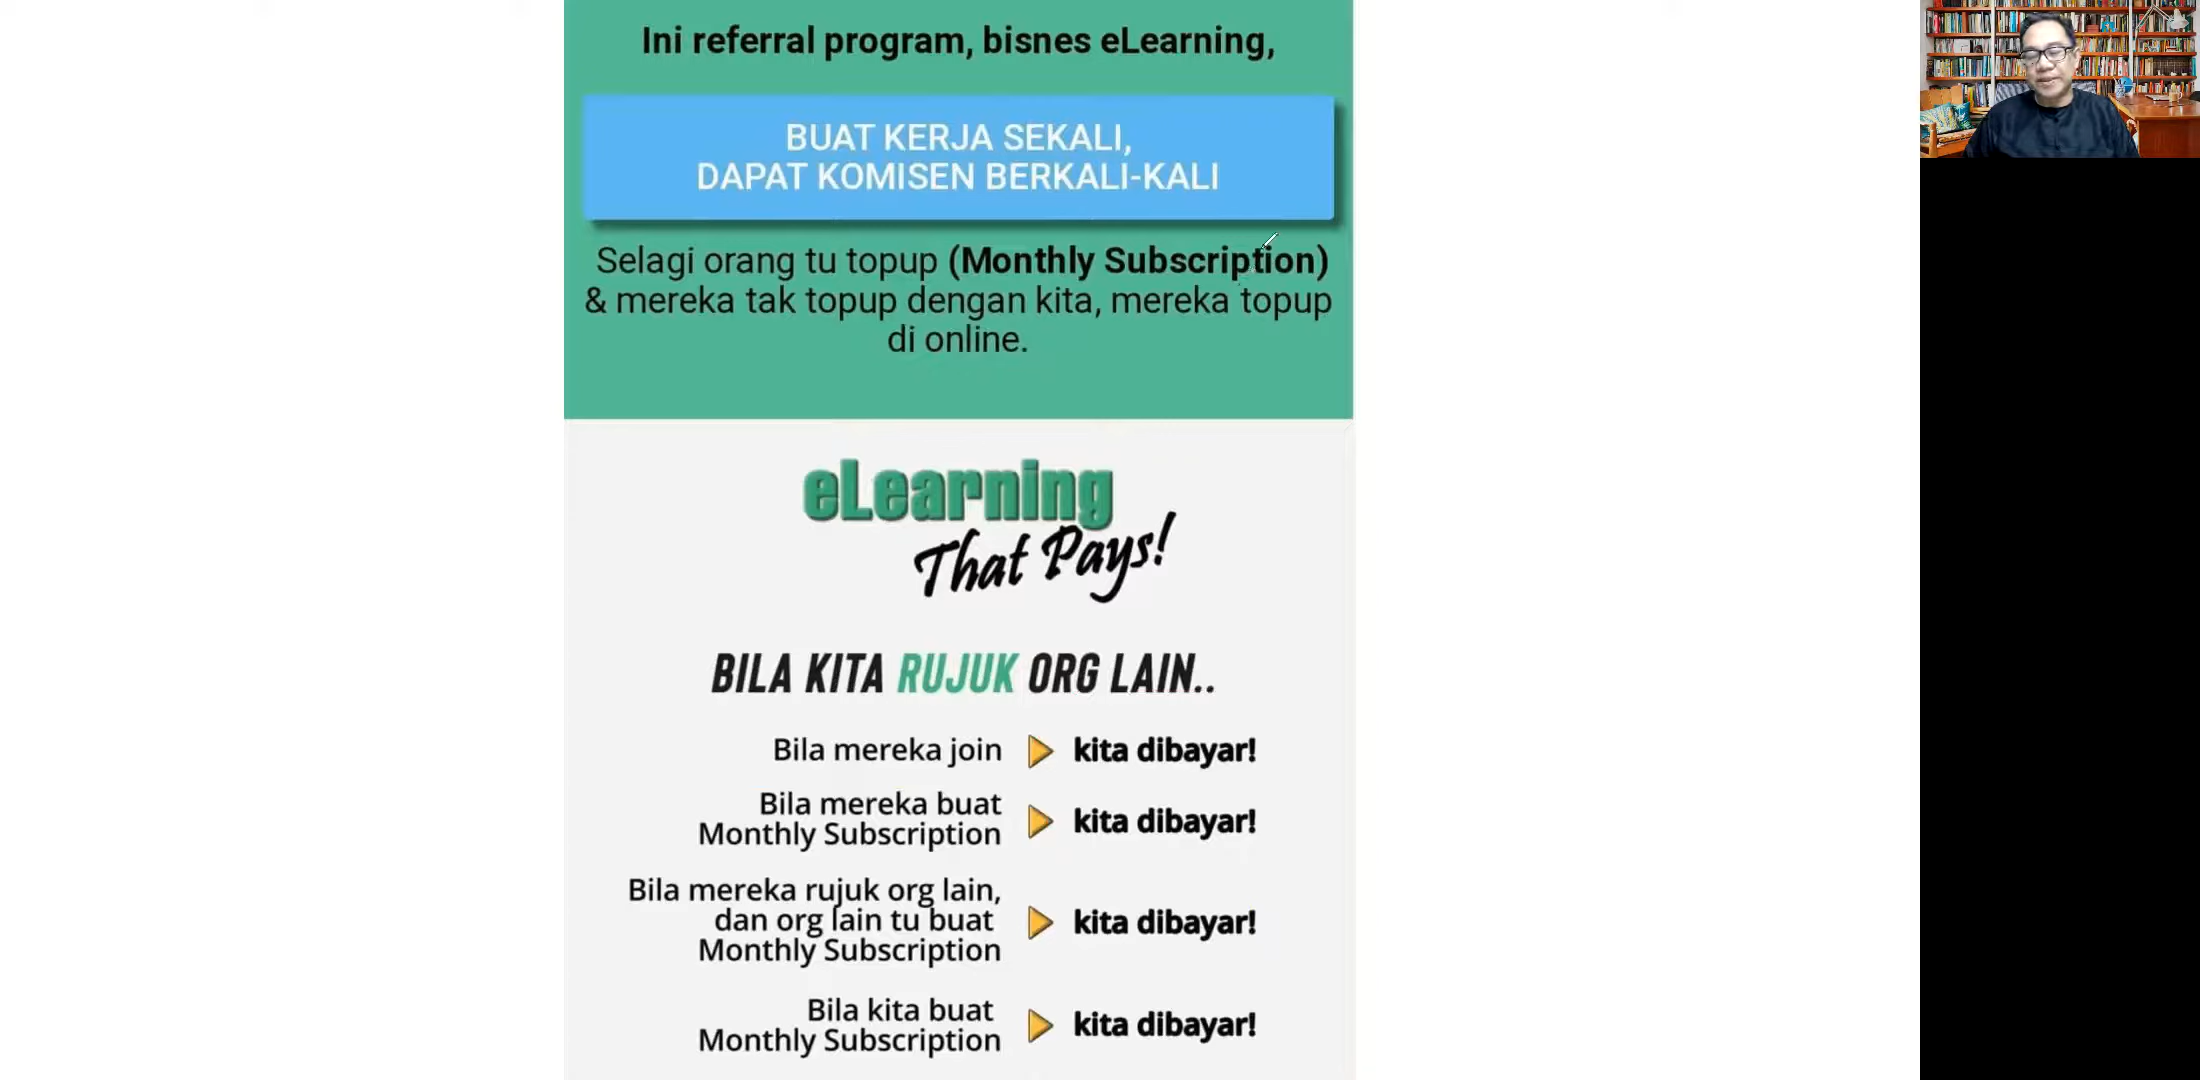 Ini referral program, bisnes eLearning,
BUAT KERJA SEKALI,
DAPAT KOMISEN BERKALI-KALI
Selagi orang tu topup (Monthly Subscription)
& mereka tak topup dengan kita, mereka topup
di online.
eLearning
That Pays!
BILA KITA RUJUK ORG LAIN..
Bila mereka join kita dibayar!
Bila mereka buat
Monthly Subscription kita dibayar!
Bila mereka rujuk org lain,
dan org lain tu buat kita dibayar!
Monthly Subscription
Bila kita buat
Monthly Subscription kita dibayar!